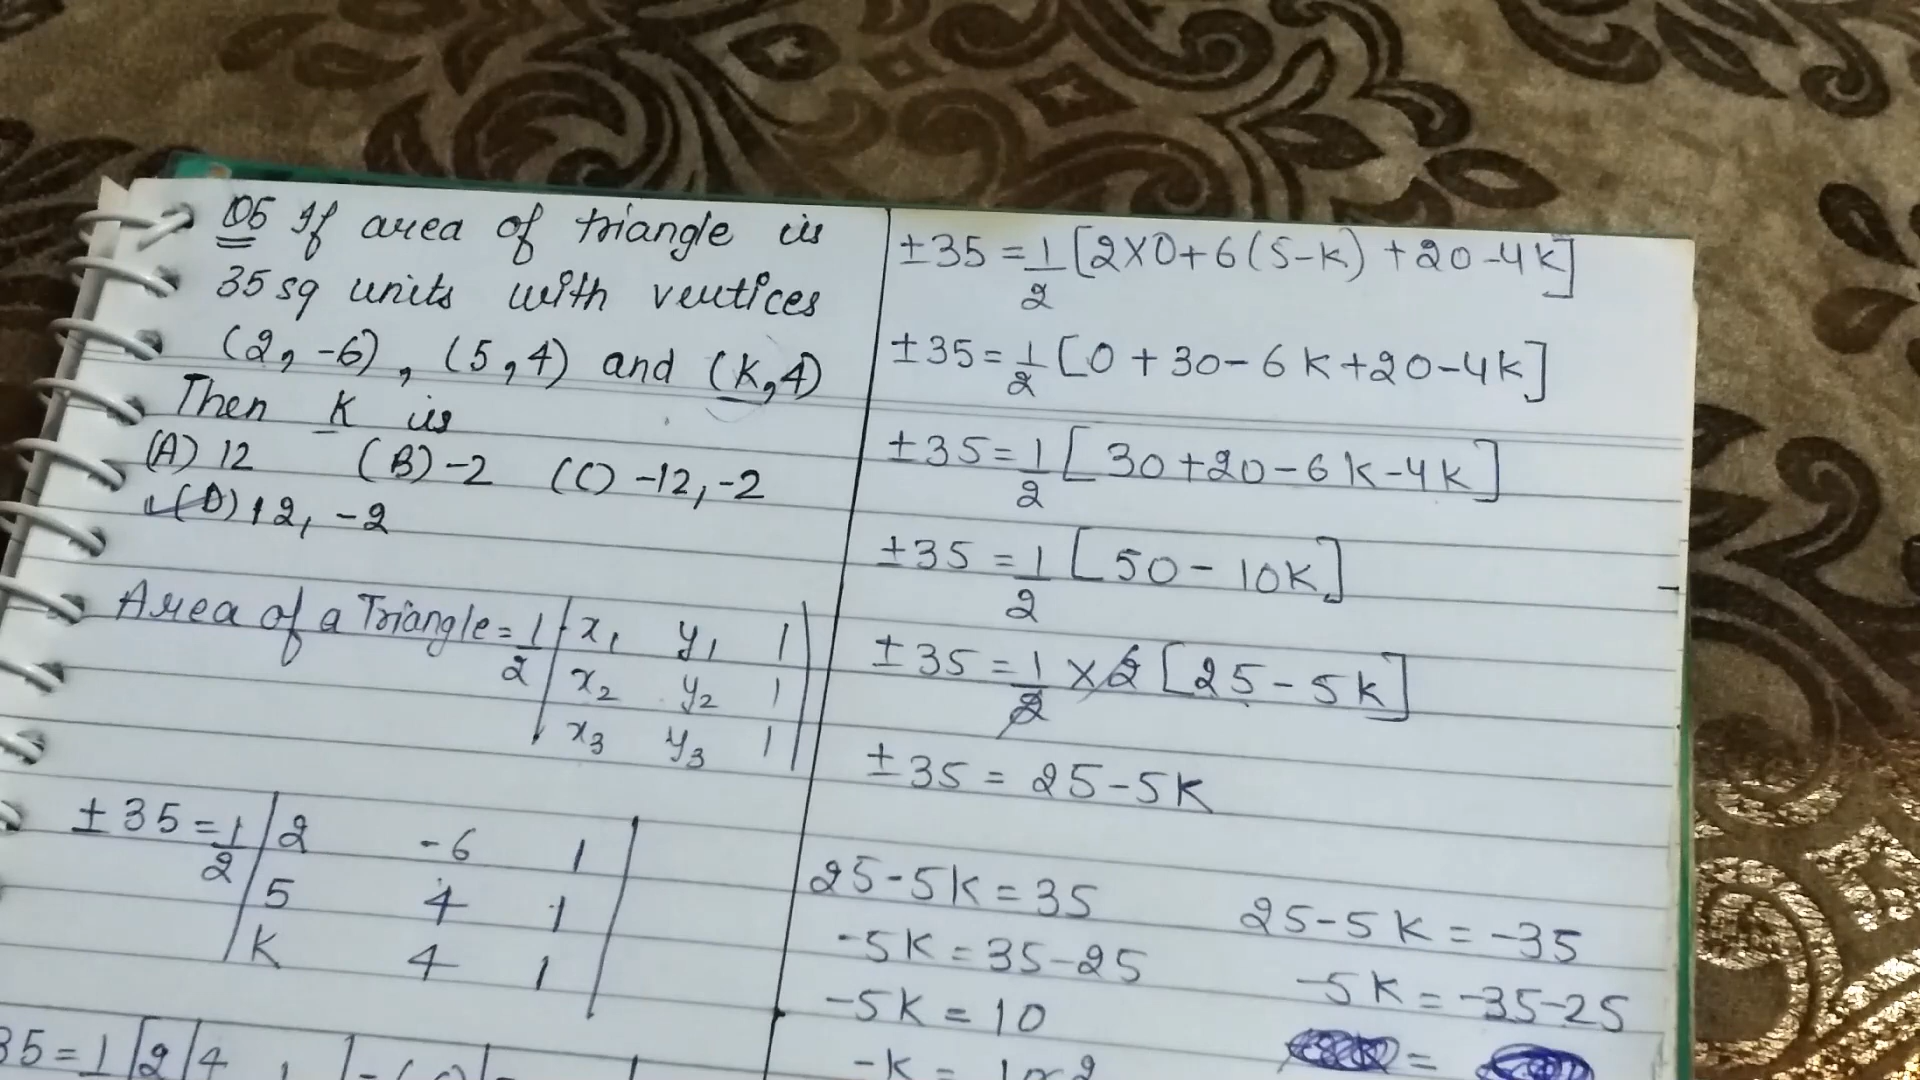 Q5 If area of triangle is
35 sq units with vertices
(2, -6), (5, 4) and (K, 4)
Then K is
(A) 12 (B) -2 (C) -12, -2
(D) 12, -2
Area of a Triangle = 1/2 | x₁ y₁ 1 |
x₂ y₂ 1
x₃ y₃ 1
±35 = 1/2 | 2 -6 1 |
5 4 1
K 4 1
35 = 1 | 2 | 4
±35 = 1/2 [2×0+6(5-K) +20-4K]
±35 = 1/2 [0 + 30 - 6K + 20 - 4K]
±35 = 1/2 [30 + 20 - 6K - 4K]
±35 = 1/2 [50 - 10K]
±35 = 1/2 × 2 [25 - 5K]
±35 = 25 - 5K
25 - 5K = 35
-5K = 35 - 25
-5K = 10
-K =
25 - 5K = -35
-5K = -35 - 25
=